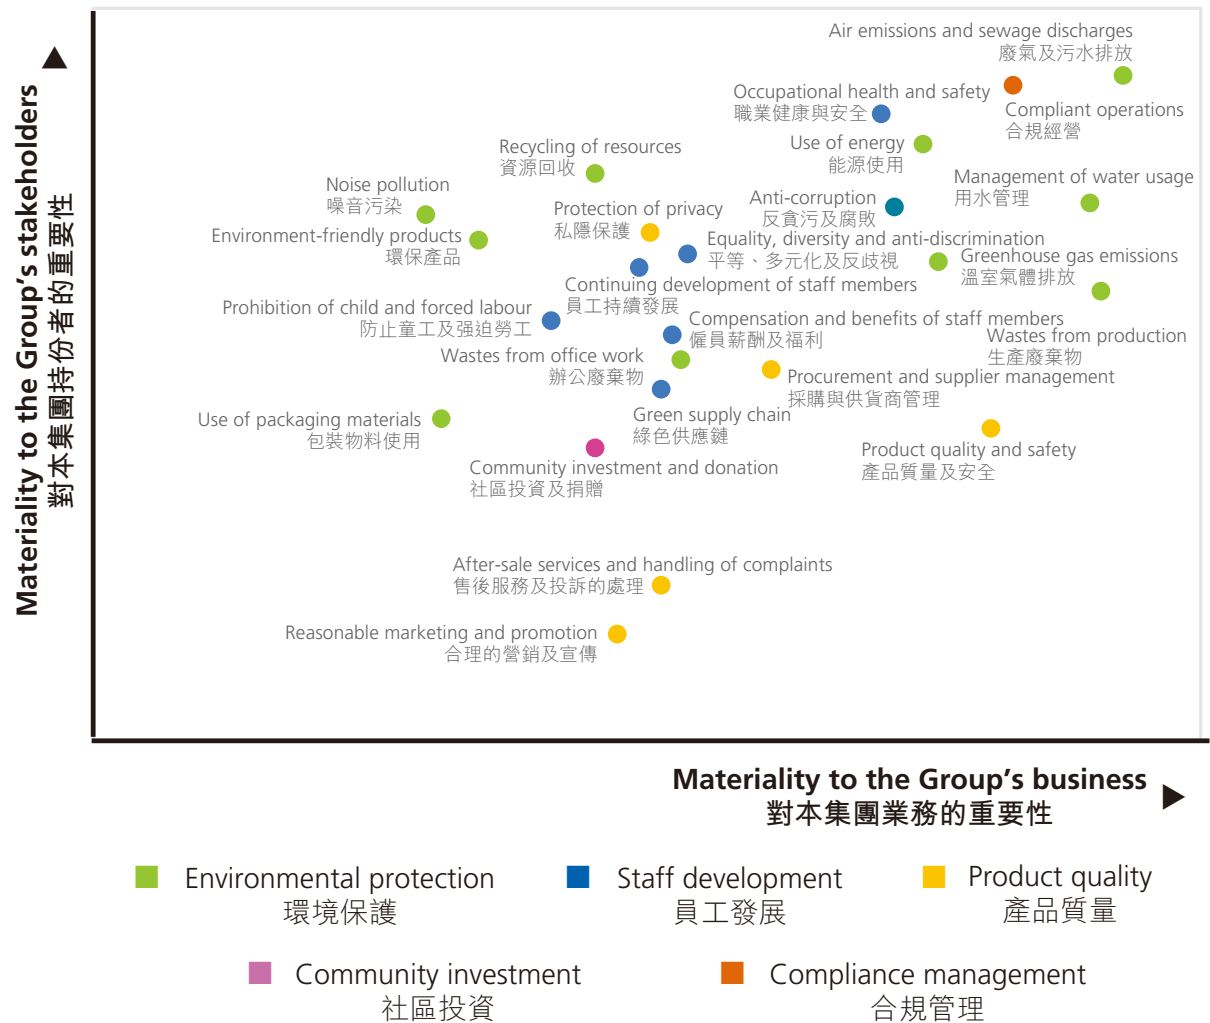 Materiality to the Group’s stakeholders
對本集團持份者的重要性
Air emissions and sewage discharges
廢氣及污水排放
Occupational health and safety
職業健康與安全
Compliant operations
合規經營
Use of energy
能源使用
Recycling of resources
資源回收
Management of water usage
用水管理
Noise pollution
噪音污染
Anti-corruption
反貪污及腐敗
Protection of privacy
私隱保護
Environment-friendly products
環保產品
Equality, diversity and anti-discrimination
平等、多元化及反歧視
Greenhouse gas emissions
溫室氣體排放
Continuing development of staff members
員工持續發展
Prohibition of child and forced labour
防止童工及强迫勞工
Compensation and benefits of staff members
僱員薪酬及福利
Wastes from production
生產廢棄物
Wastes from office work
辦公廢棄物
Procurement and supplier management
採購與供貨商管理
Green supply chain
綠色供應鏈
Use of packaging materials
包裝物料使用
Product quality and safety
產品質量及安全
Community investment and donation
社區投資及捐贈
After-sale services and handling of complaints
售後服務及投訴的處理
Reasonable marketing and promotion
合理的營銷及宣傳
Materiality to the Group’s business
對本集團業務的重要性
Environmental protection
環境保護
Staff development
員工發展
Product quality
產品質量
Community investment
社區投資
Compliance management
合規管理